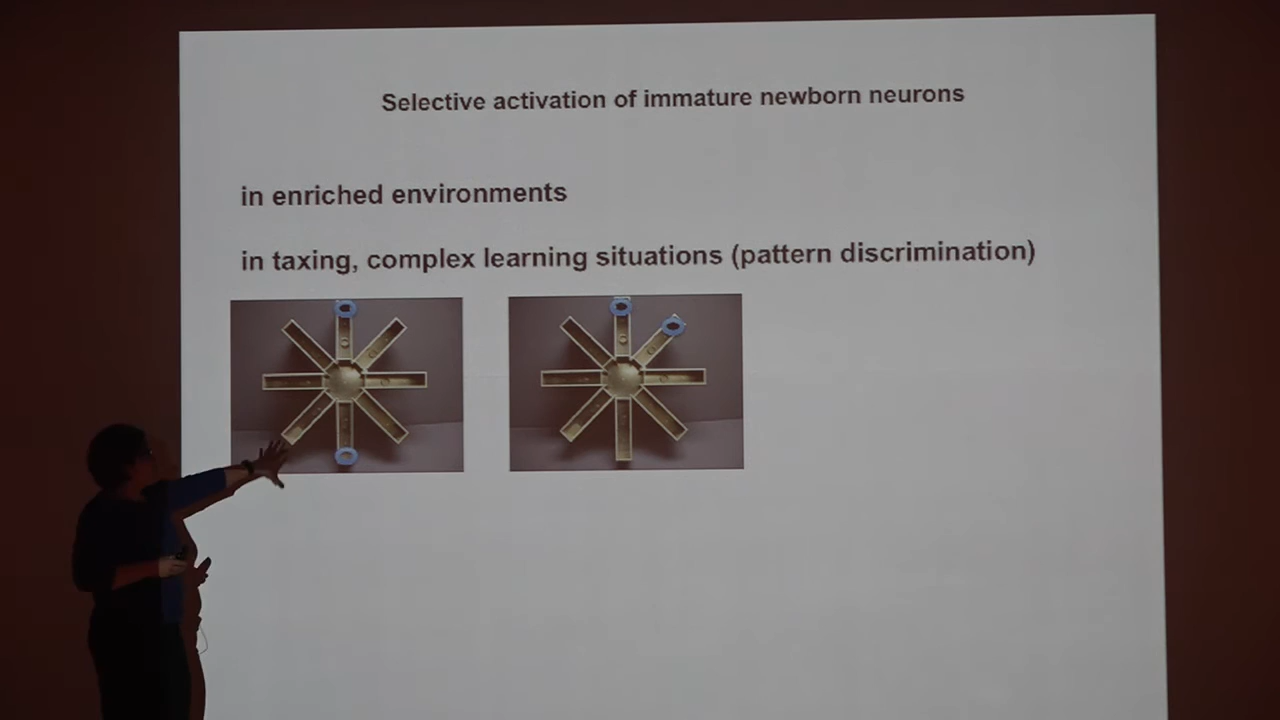 Selective activation of immature newborn neurons
in enriched environments
in taxing, complex learning situations (pattern discrimination)